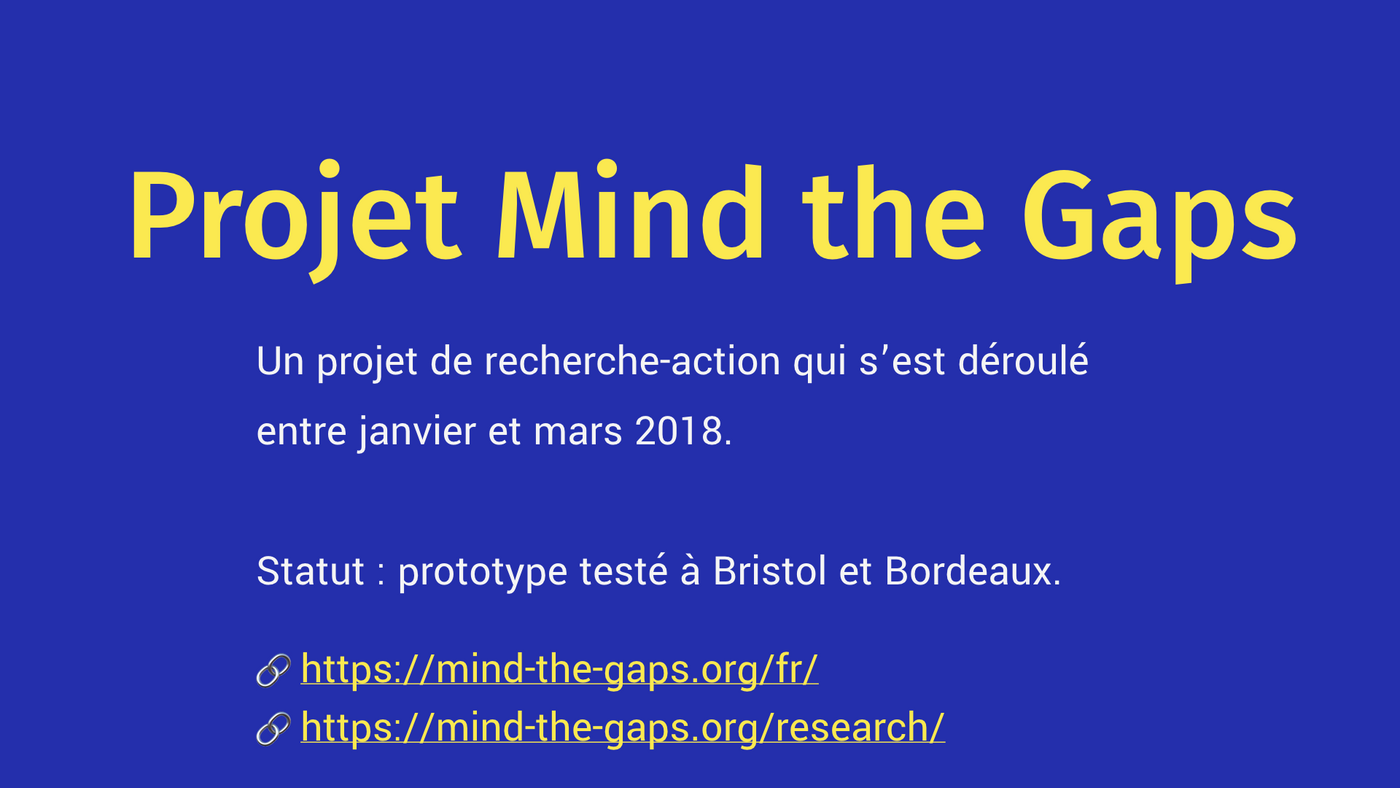 Projet Mind the Gaps
Un projet de recherche-action qui s’est déroulé
entre janvier et mars 2018.
Statut : prototype testé à Bristol et Bordeaux.
https://mind-the-gaps.org/fr/
https://mind-the-gaps.org/research/